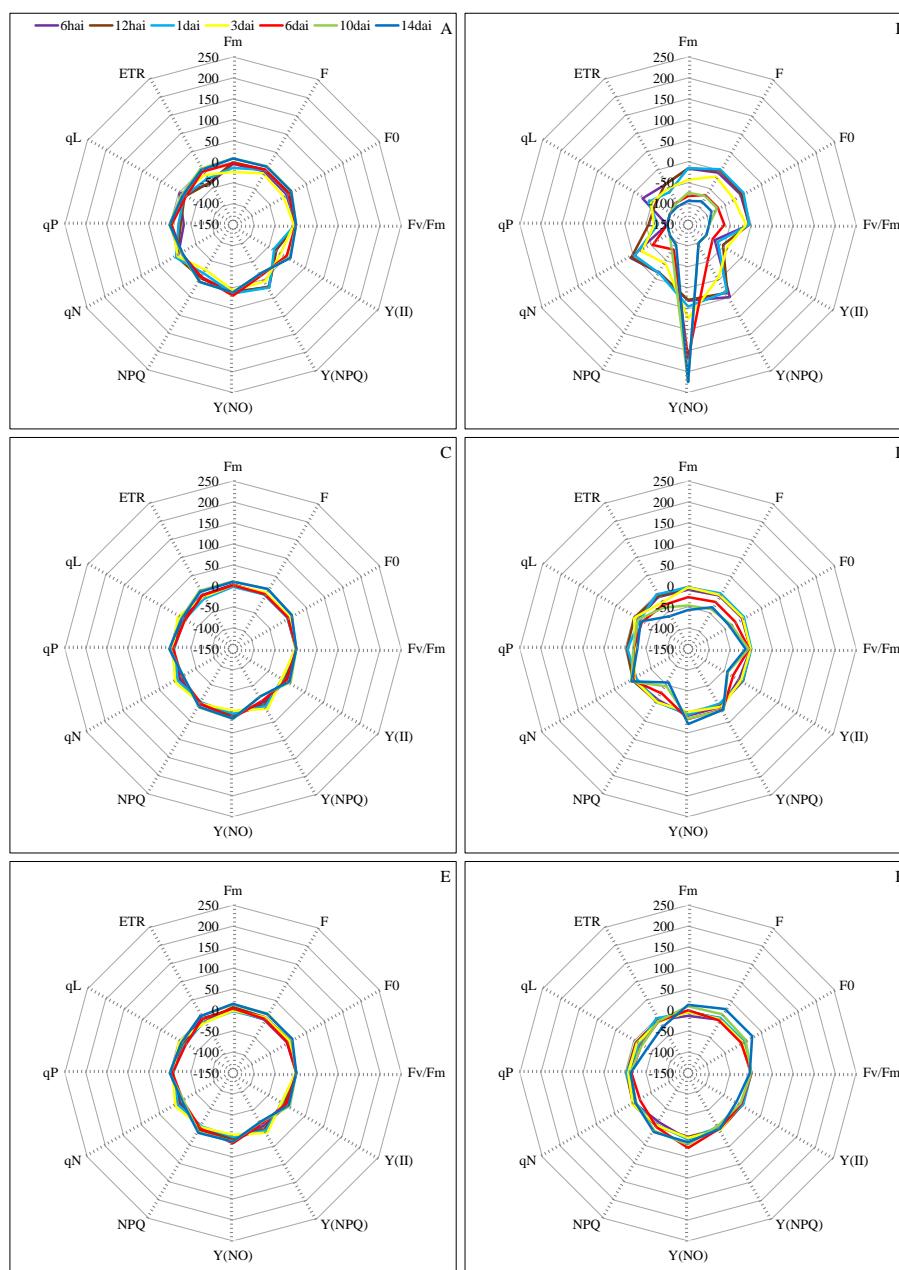 6hai 12hai 1dai 3dai 6dai 10dai 14dai
A
Fm
F
F0
Fv/Fm
Y(II)
Y(NPQ)
Y(NO)
NPQ
qN
qP
qL
ETR
250
200
150
100
50
0
-50
-100
-150
Fm
F
F0
Fv/Fm
Y(II)
Y(NPQ)
Y(NO)
NPQ
qN
qP
qL
ETR
250
200
150
100
50
0
-50
-100
-150
C
Fm
F
F0
Fv/Fm
Y(II)
Y(NPQ)
Y(NO)
NPQ
qN
qP
qL
ETR
250
200
150
100
50
0
-50
-100
-150
Fm
F
F0
Fv/Fm
Y(II)
Y(NPQ)
Y(NO)
NPQ
qN
qP
qL
ETR
250
200
150
100
50
0
-50
-100
-150
E
Fm
F
F0
Fv/Fm
Y(II)
Y(NPQ)
Y(NO)
NPQ
qN
qP
qL
ETR
250
200
150
100
50
0
-50
-100
-150
Fm
F
F0
Fv/Fm
Y(II)
Y(NPQ)
Y(NO)
NPQ
qN
qP
qL
ETR
250
200
150
100
50
0
-50
-100
-150